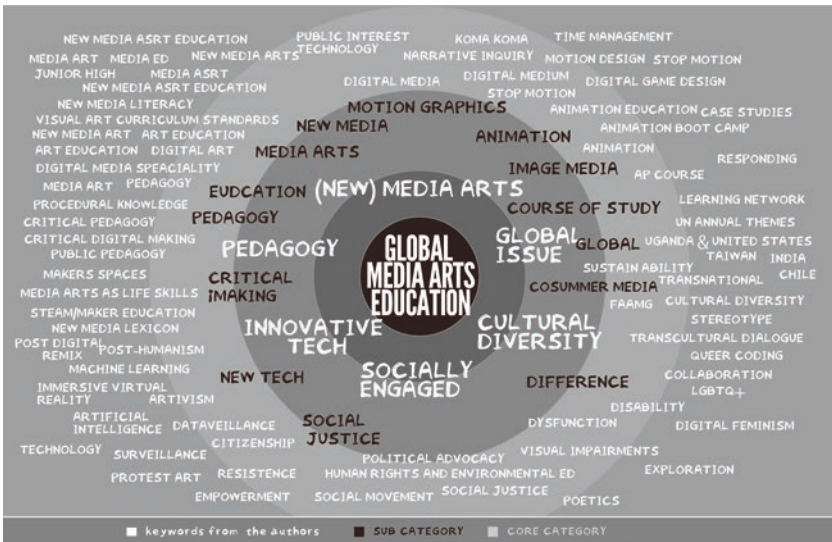 NEW MEDIA ASRT EDUCATION
PUBLIC INTEREST
TECHNOLOGY
KOMA KOMA
TIME MANAGEMENT
MEDIA ART
MEDIA ED
NEW MEDIA ARTS
NARRATIVE INQUIRY
MOTION DESIGN
STOP MOTION
JUNIOR HIGH
MEDIA ASRT
DIGITAL MEDIA
DIGITAL MEDIUM
DIGITAL GAME DESIGN
NEW MEDIA ASRT EDUCATION
STOP MOTION
NEW MEDIA LITERACY
MOTION GRAPHICS
ANIMATION EDUCATION
CASE STUDIES
VISUAL ART CURRICULUM STANDARDS
NEW MEDIA
ANIMATION BOOT CAMP
NEW MEDIA ART
ART EDUCATION
ANIMATION
ART EDUCATION
DIGITAL ART
MEDIA ARTS
ANIMATION
RESPONDING
DIGITAL MEDIA SPEACIALITY
IMAGE MEDIA
AP COURSE
MEDIA ART
PEDAGOGY
EUDCATION
(NEW) MEDIA ARTS
PROCEDURAL KNOWLEDGE
COURSE OF STUDY
LEARNING NETWORK
CRITICAL PEDAGOGY
PEDAGOGY
UN ANNUAL THEMES
CRITICAL DIGITAL MAKING
PEDAGOGY
GLOBAL
MEDIA ARTS
EDUCATION
GLOBAL
ISSUE
GLOBAL
UGANDA & UNITED STATES
PUBLIC PEDAGOGY
TAIWAN
INDIA
MAKERS SPACES
CRITICAL
iMAKING
SUSTAIN ABILITY
TRANSNATIONAL
CHILE
MEDIA ARTS AS LIFE SKILLS
COSUMMER MEDIA
FAAMG
CULTURAL DIVERSITY
STEAM/MAKER EDUCATION
STEREOTYPE
NEW MEDIA LEXICON
INNOVATIVE
TECH
CULTURAL
DIVERSITY
TRANSCULTURAL DIALOGUE
POST DIGITAL
REMIX
POST-HUMANISM
QUEER CODING
MACHINE LEARNING
NEW TECH
SOCIALLY
ENGAGED
DIFFERENCE
COLLABORATION
IMMERSIVE VIRTUAL
REALITY
ARTIVISM
LGBTQ+
DISABILITY
ARTIFICIAL
INTELLIGENCE
DATAVEILLANCE
SOCIAL
JUSTICE
DYSFUNCTION
DIGITAL FEMINISM
TECHNOLOGY
SURVEILLANCE
CITIZENSHIP
POLITICAL ADVOCACY
VISUAL IMPAIRMENTS
PROTEST ART
RESISTENCE
HUMAN RIGHTS AND ENVIRONMENTAL ED
EXPLORATION
EMPOWERMENT
SOCIAL MOVEMENT
SOCIAL JUSTICE
POETICS
keywords from the authors
SUB CATEGORY
CORE CATEGORY